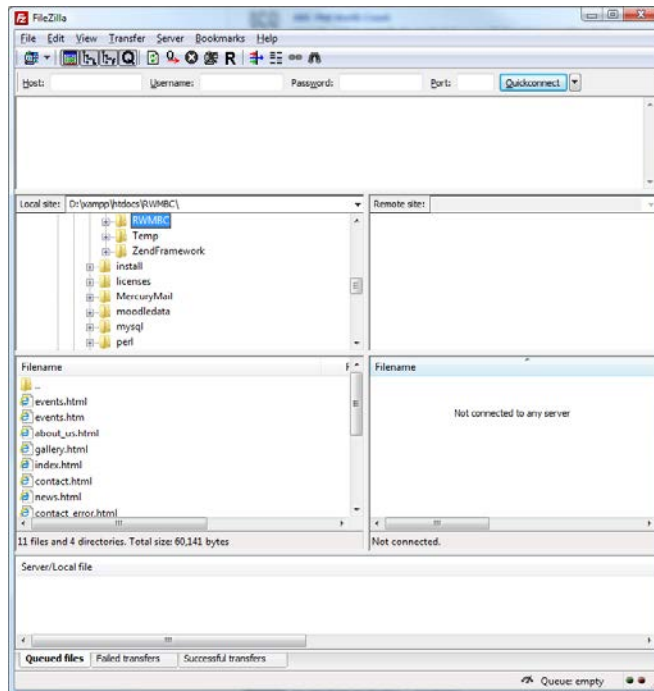 FileZilla
File Edit View Transfer Server Bookmarks Help
R
Host: Username: Password: Port: Quickconnect
Local site: D:\xampp\htdocs\RWMBC\ Remote site:
RWMBC
Temp
ZendFramework
install
licenses
MercuryMail
moodledata
mysql
perl
Filename F Filename
..
events.html
events.htm
about_us.html
gallery.html
index.html
contact.html
news.html
contact_error.html
Not connected to any server
11 files and 4 directories. Total size: 60,141 bytes Not connected.
Server/Local file
Queued files Failed transfers Successful transfers
Queue: empty